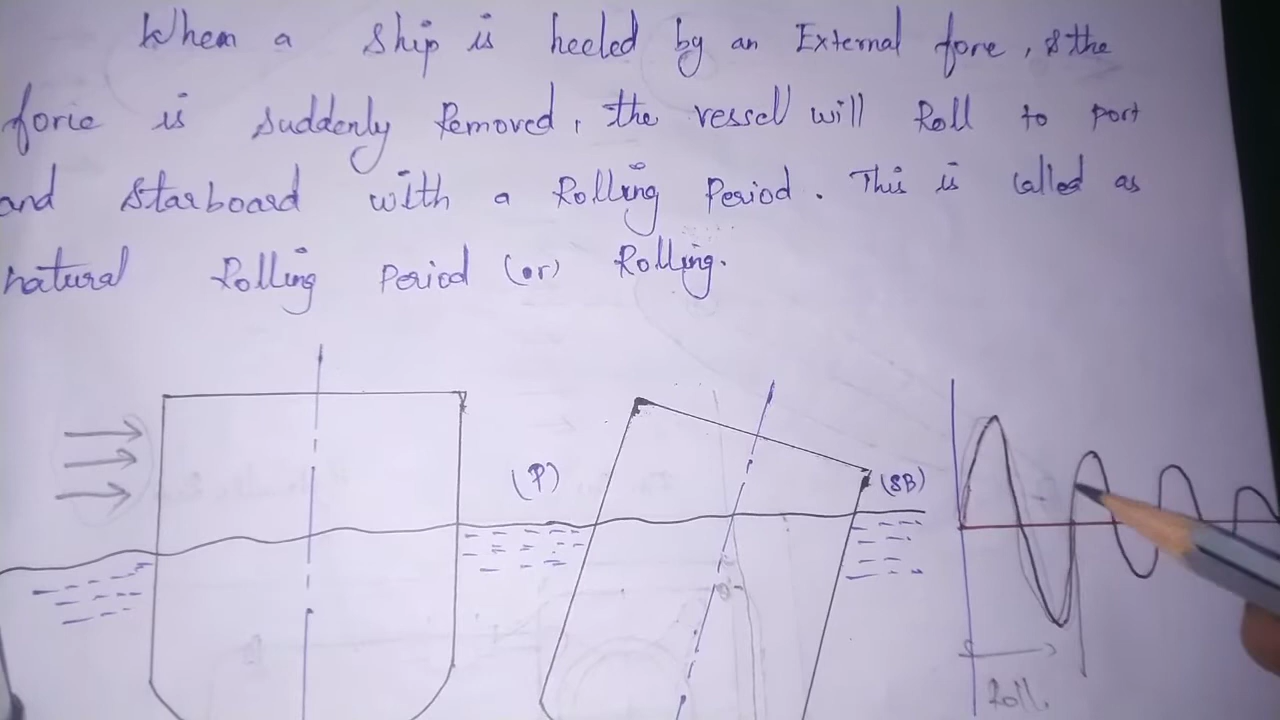 When a ship is heeled by an External fore, & the
force is suddenly Removed, the vessel will Roll to port
and starboard with a Rolling Period. This is called as
natural Rolling Period (or) Rolling.
(P)
(SB)
Roll.